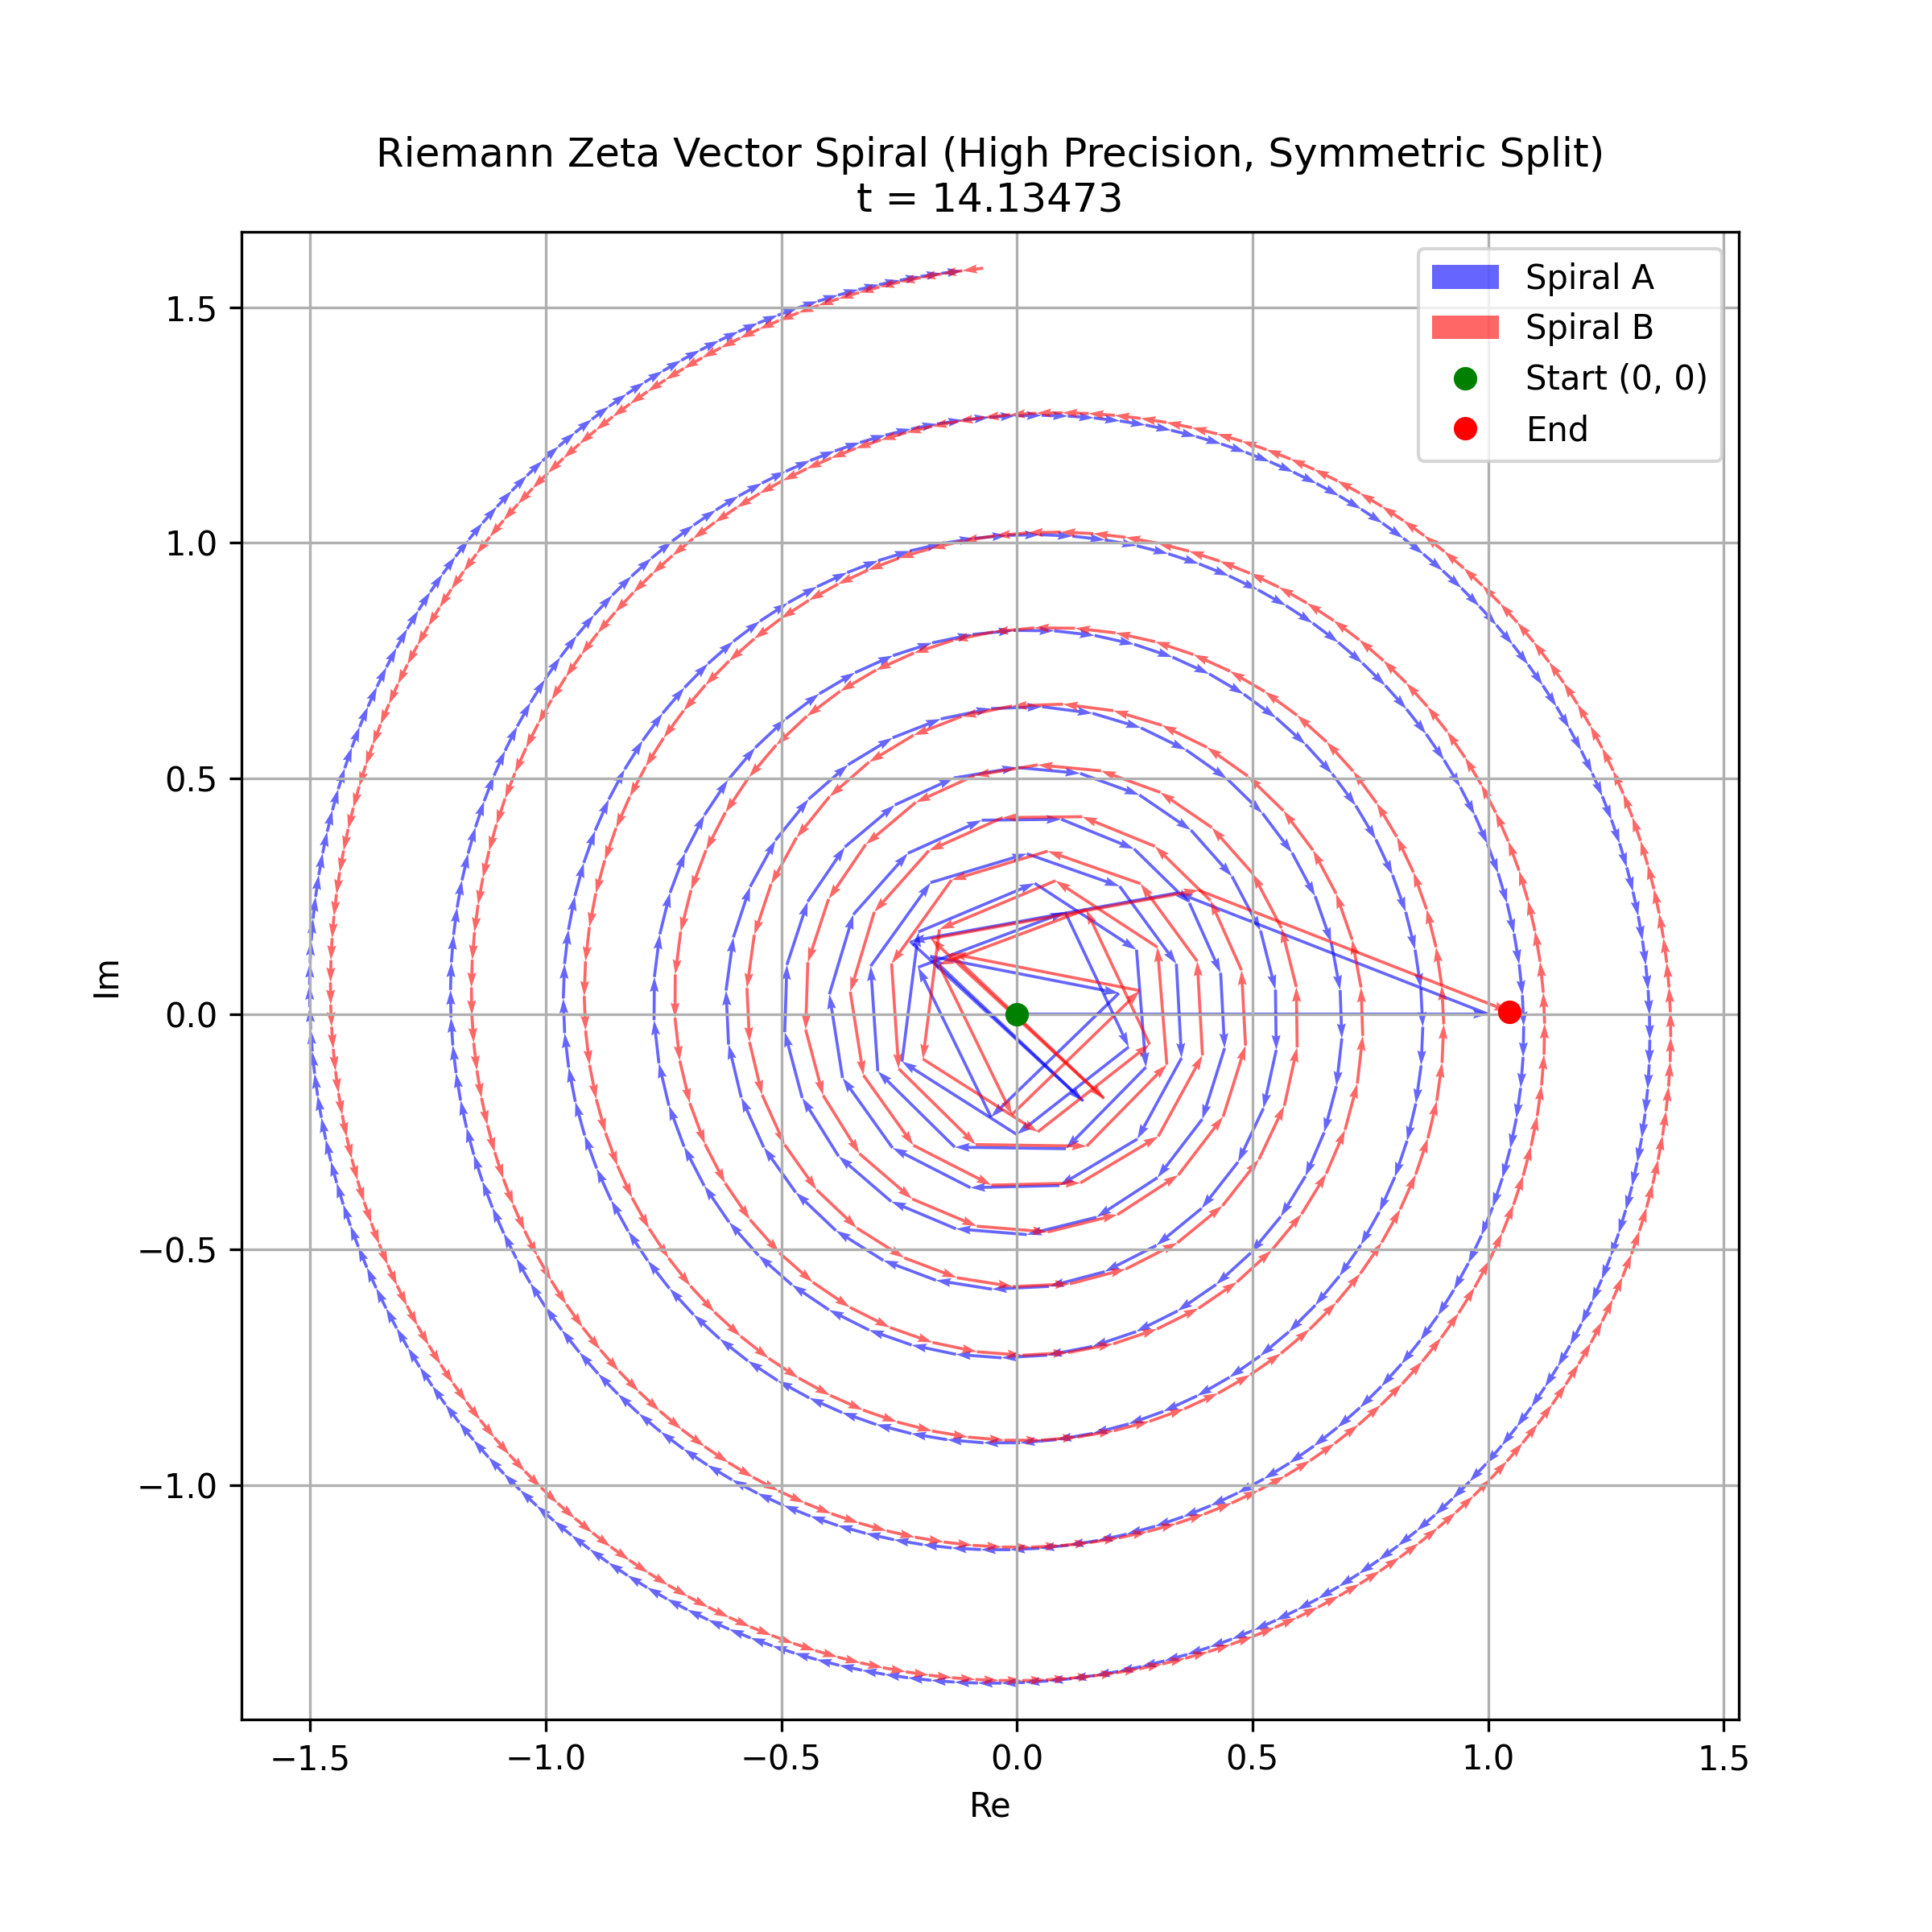 Riemann Zeta Vector Spiral (High Precision, Symmetric Split)
t = 14.13473
Spiral A
Spiral B
Start (0, 0)
End
1.5
1.0
0.5
0.0
−0.5
−1.0
Im
−1.5
−1.0
−0.5
0.0
0.5
1.0
1.5
Re